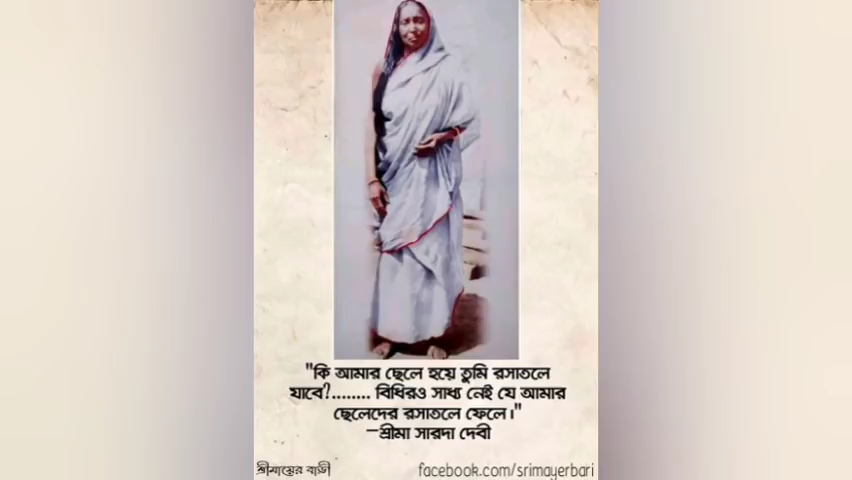 "কি আমার ছেলে হয়ে তুমি রসাতলে
যাবে?........ বিধিরও সাধ্য নেই যে আমার
ছেলেদের রসাতলে ফেলে।"
—শ্রীমা সারদা দেবী
শ্রীমায়ের বাড়ী
facebook.com/srimayerbari